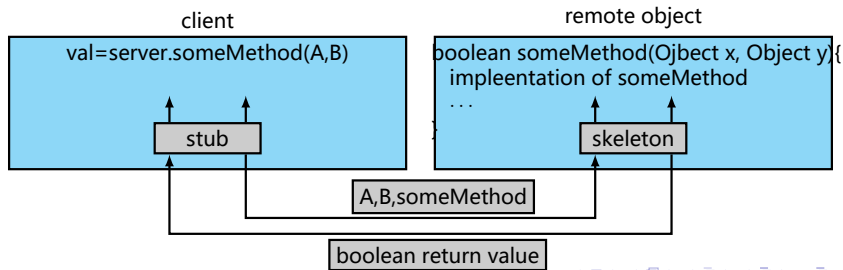 client
remote object
val=server.someMethod(A,B)
boolean someMethod(Ojbect x, Object y){
impleentation of someMethod
...
}
stub
skeleton
A,B,someMethod
boolean return value